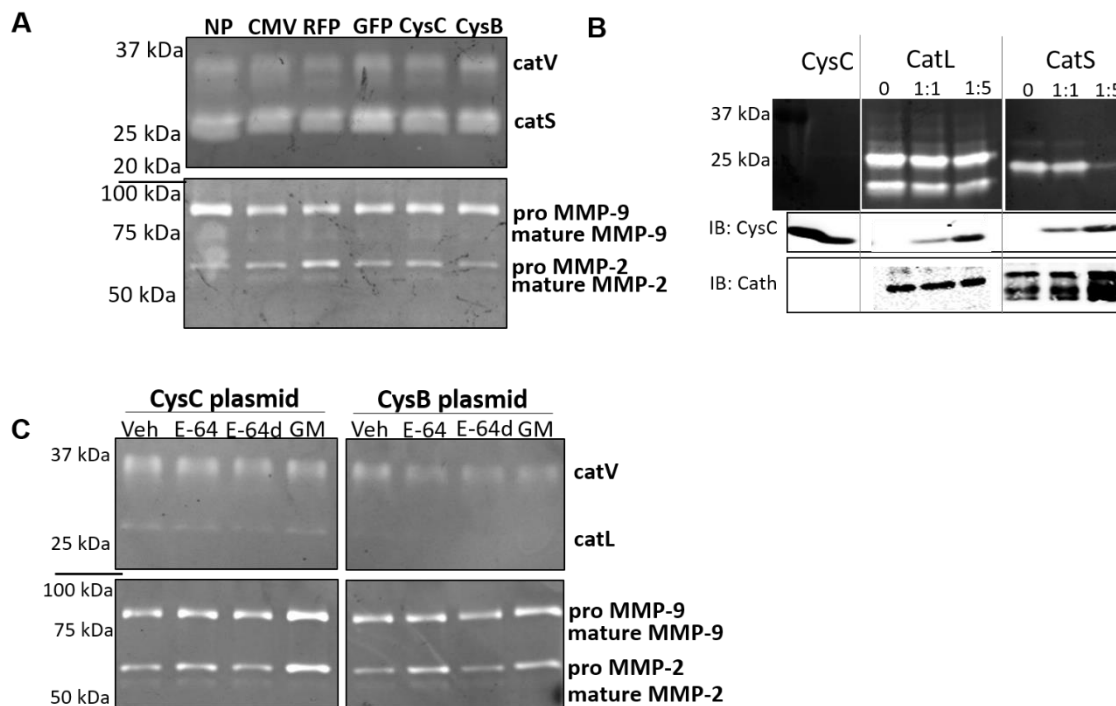 A
NP CMV RFP GFP CysC CysB
37 kDa
catV
catS
25 kDa
20 kDa
100 kDa
pro MMP-9
75 kDa
mature MMP-9
pro MMP-2
mature MMP-2
50 kDa
B
CysC CatL CatS
0 1:1 1:5 0 1:1 1:5
37 kDa
25 kDa
IB: CysC
IB: Cath
C
CysC plasmid CysB plasmid
Veh E-64 E-64d GM Veh E-64 E-64d GM
37 kDa
catV
catL
25 kDa
100 kDa
pro MMP-9
75 kDa
mature MMP-9
pro MMP-2
50 kDa
mature MMP-2